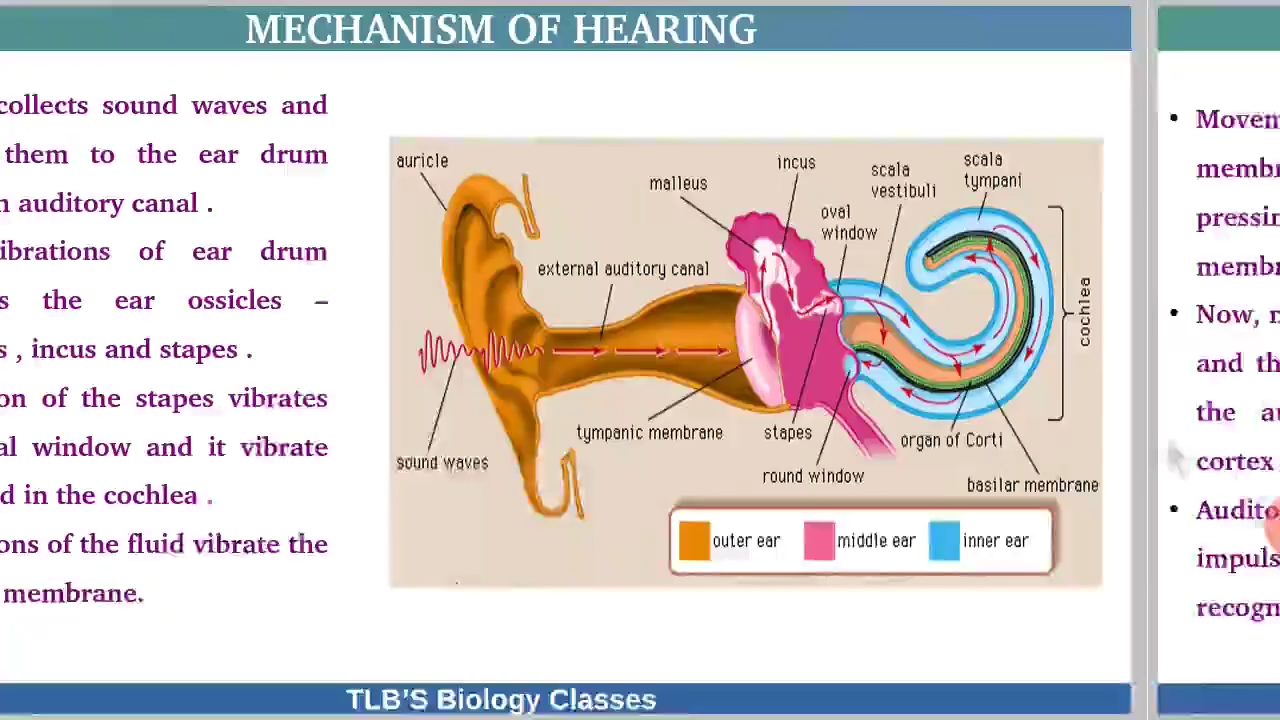 MECHANISM OF HEARING
collects sound waves and
them to the ear drum
auditory canal .
ibrations of ear drum
s the ear ossicles –
s , incus and stapes .
on of the stapes vibrates
al window and it vibrate
d in the cochlea .
ons of the fluid vibrate the
membrane.
auricle
malleus
incus
scala
vestibuli
scala
tympani
oval
window
external auditory canal
cochlea
tympanic membrane
stapes
organ of Corti
sound waves
round window
basilar membrane
outer ear
middle ear
inner ear
Movem
membr
pressin
membr
Now, n
and th
the au
cortex
Audito
impuls
recogn
TLB'S Biology Classes